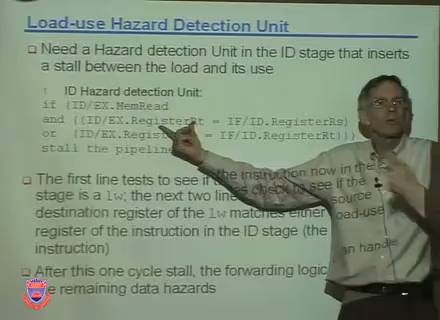 Load-use Hazard Detection Unit
Need a Hazard detection Unit in the ID stage that inserts
a stall between the load and its use
ID Hazard detection Unit:
if (ID/EX.MemRead
and ((ID/EX.RegisterRt = IF/ID.RegisterRs)
or (ID/EX.Regist = IF/ID.RegisterRt)))
stall the pipelin
The first line tests to see if the instruction now in the
stage is a lw; the next two lines check to see if the
destination register of the lw matches either source
register of the instruction in the ID stage (the load-use
instruction)
After this one cycle stall, the forwarding logic can handle
e remaining data hazards